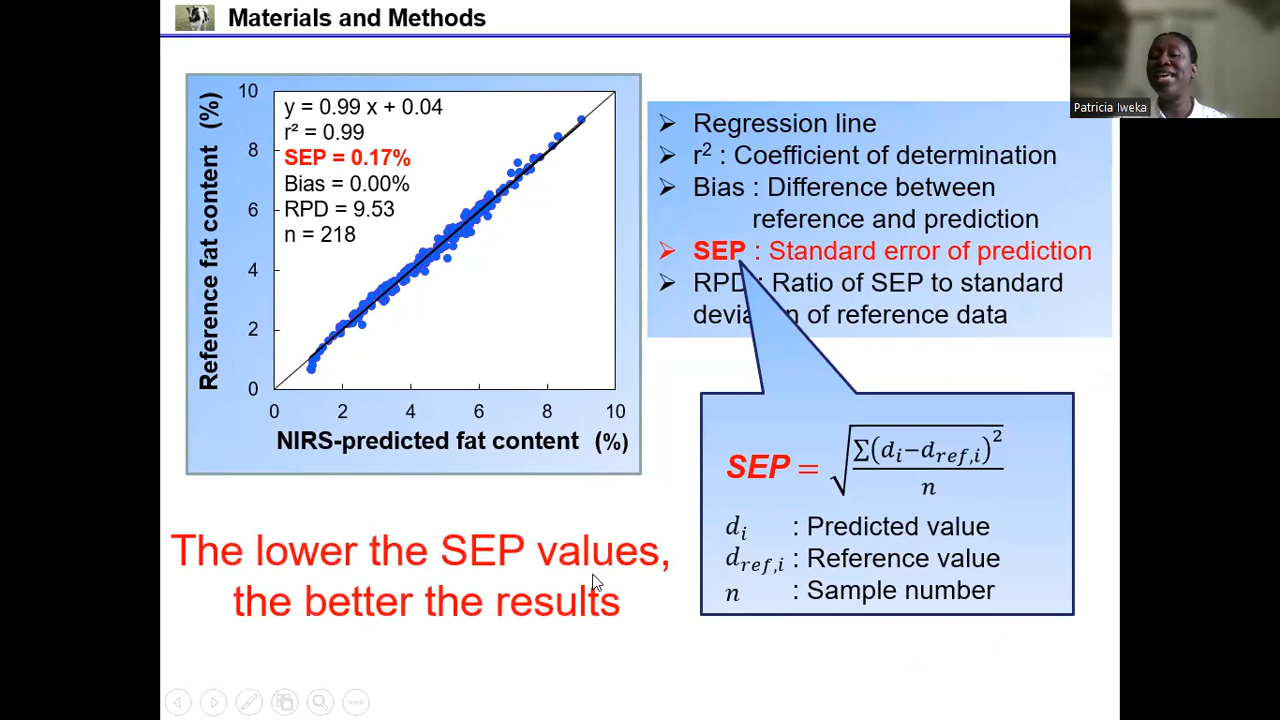 Materials and Methods
Patricia Iweka
Reference fat content (%)
10
8
6
4
2
0
y = 0.99 x + 0.04
r² = 0.99
SEP = 0.17%
Bias = 0.00%
RPD = 9.53
n = 218
0 2 4 6 8 10
NIRS-predicted fat content (%)
➢ Regression line
➢ r² : Coefficient of determination
➢ Bias : Difference between
reference and prediction
➢ SEP : Standard error of prediction
➢ RPD : Ratio of SEP to standard
deviation of reference data
SEP = √(Σ(dᵢ−d_ref,i)² / n)
dᵢ : Predicted value
d_ref,i : Reference value
n : Sample number
The lower the SEP values,
the better the results